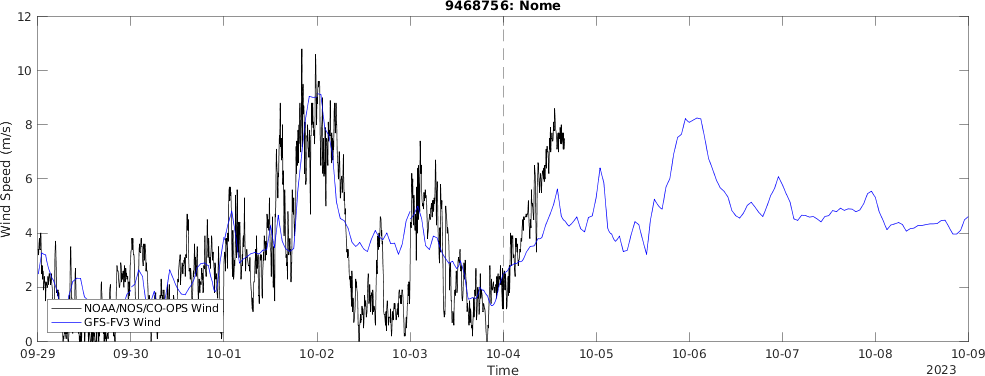 9468756: Nome
Wind Speed (m/s)
12
10
8
6
4
2
0
NOAA/NOS/CO-OPS Wind
GFS-FV3 Wind
09-29 09-30 10-01 10-02 10-03 10-04 10-05 10-06 10-07 10-08 10-09
Time
2023